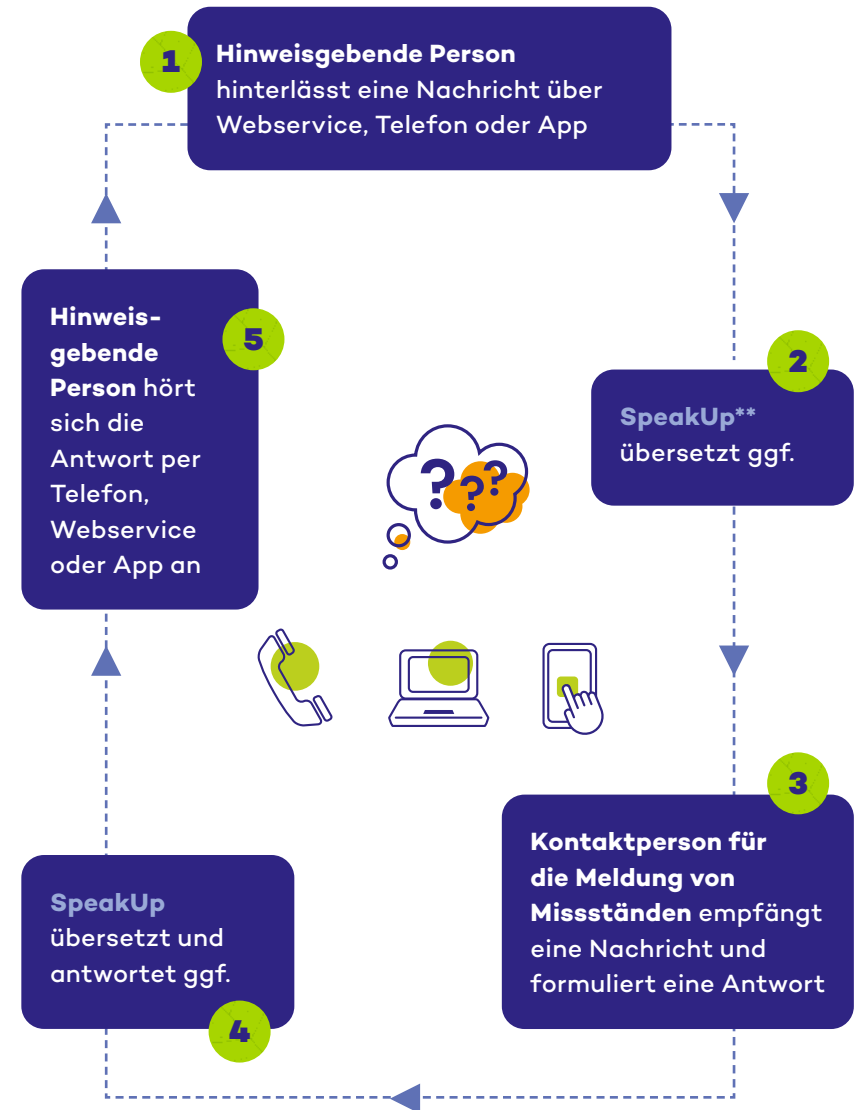 1
Hinweisgebende Person
hinterlässt eine Nachricht über
Webservice, Telefon oder App
2
SpeakUp**
übersetzt ggf.
3
Kontaktperson für
die Meldung von
Missständen empfängt
eine Nachricht und
formuliert eine Antwort
4
SpeakUp
übersetzt und
antwortet ggf.
5
Hinweis-
gebende
Person hört
sich die
Antwort per
Telefon,
Webservice
oder App an
???